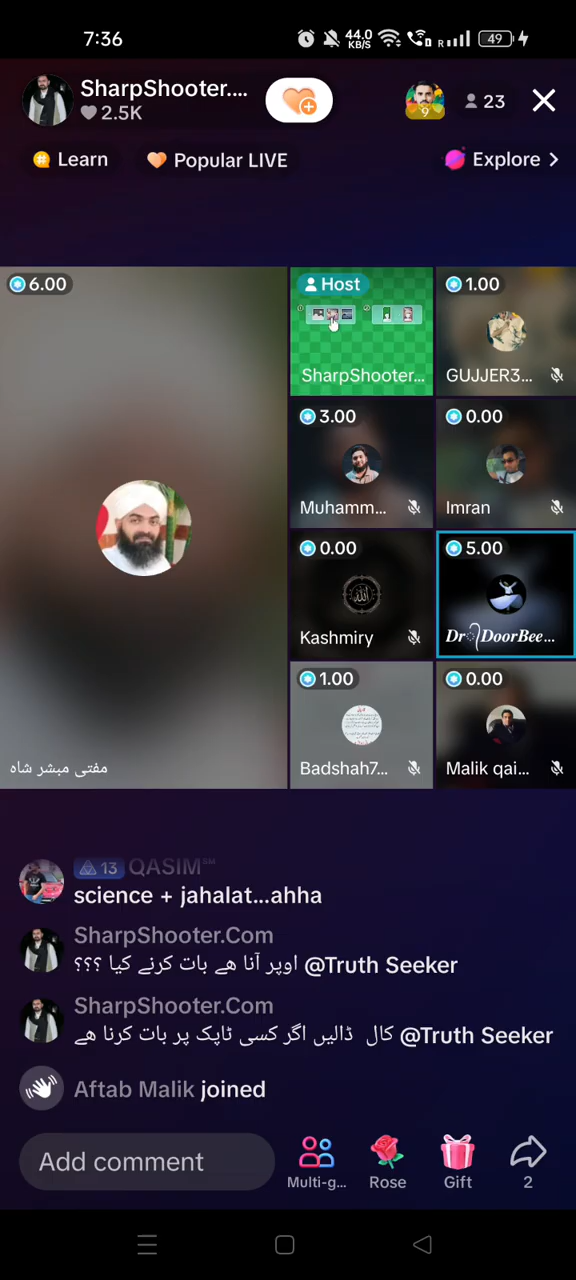 7:36
44.0
KB/S
R
49
SharpShooter....
2.5K
9
23
Learn
Popular LIVE
Explore
6.00
Host
1.00
SharpShooter...
GUJJER3...
3.00
0.00
Muhamm...
Imran
0.00
5.00
Kashmiry
Dr DoorBee...
1.00
0.00
Badshah7...
Malik qai...
مفتی مبشر شاہ
13 QASIM℠
science + jahalat...ahha
SharpShooter.Com
@Truth Seeker اوپر آنا ھے بات کرنے کیا ؟؟؟
SharpShooter.Com
@Truth Seeker کال ڈالیں اگر کسی ٹاپک پر بات کرنا ھے
Aftab Malik joined
Add comment
Multi-g...
Rose
Gift
2